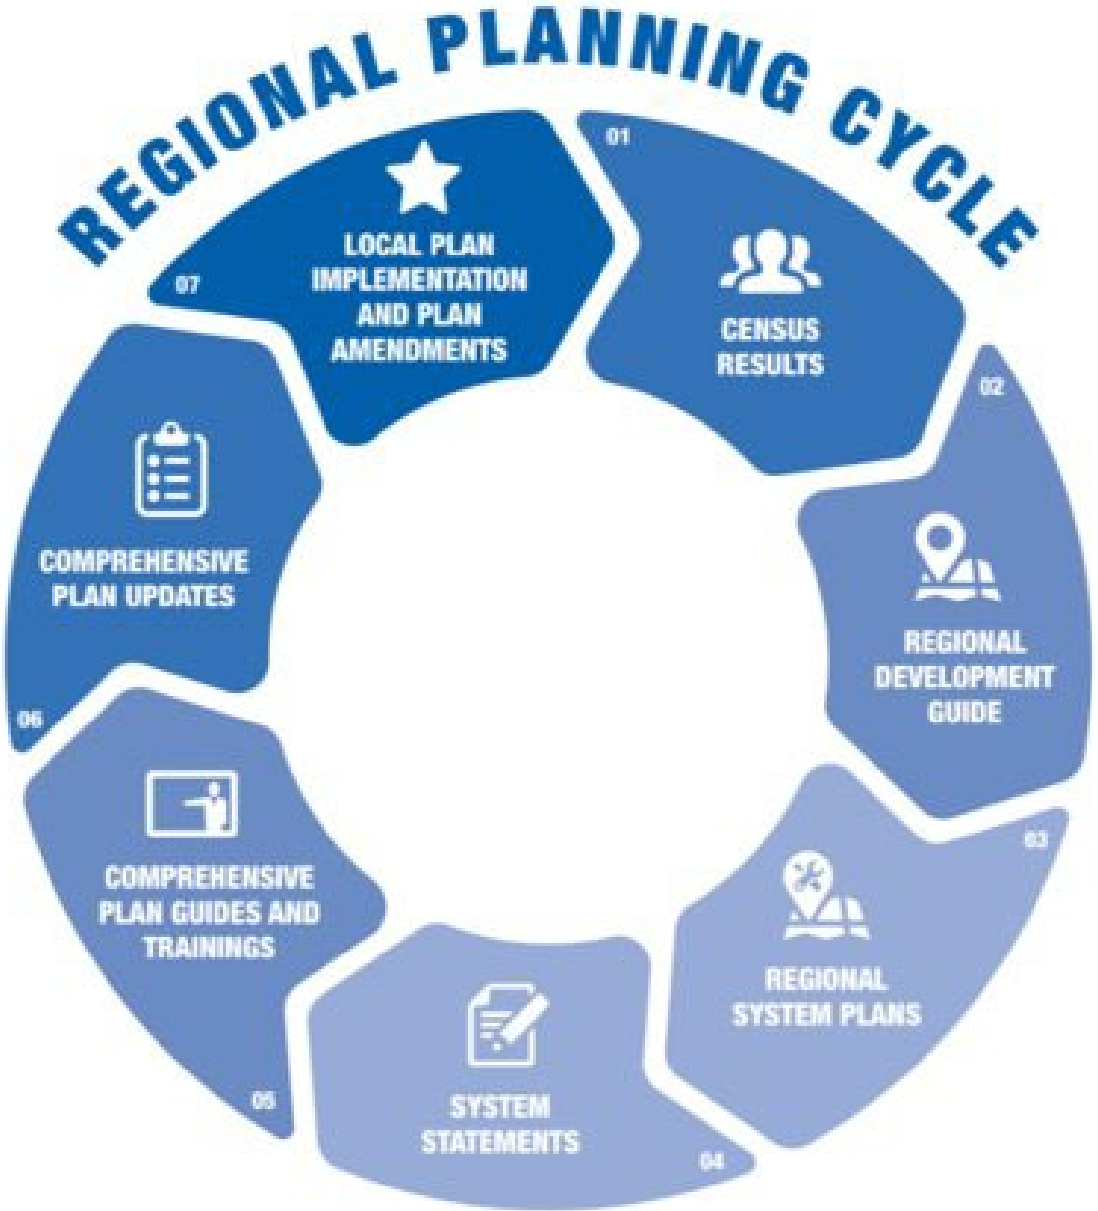 REGIONAL PLANNING CYCLE
01
CENSUS
RESULTS
02
REGIONAL
DEVELOPMENT
GUIDE
03
REGIONAL
SYSTEM PLANS
04
SYSTEM
STATEMENTS
05
COMPREHENSIVE
PLAN GUIDES AND
TRAININGS
06
COMPREHENSIVE
PLAN UPDATES
07
LOCAL PLAN
IMPLEMENTATION
AND PLAN
AMENDMENTS